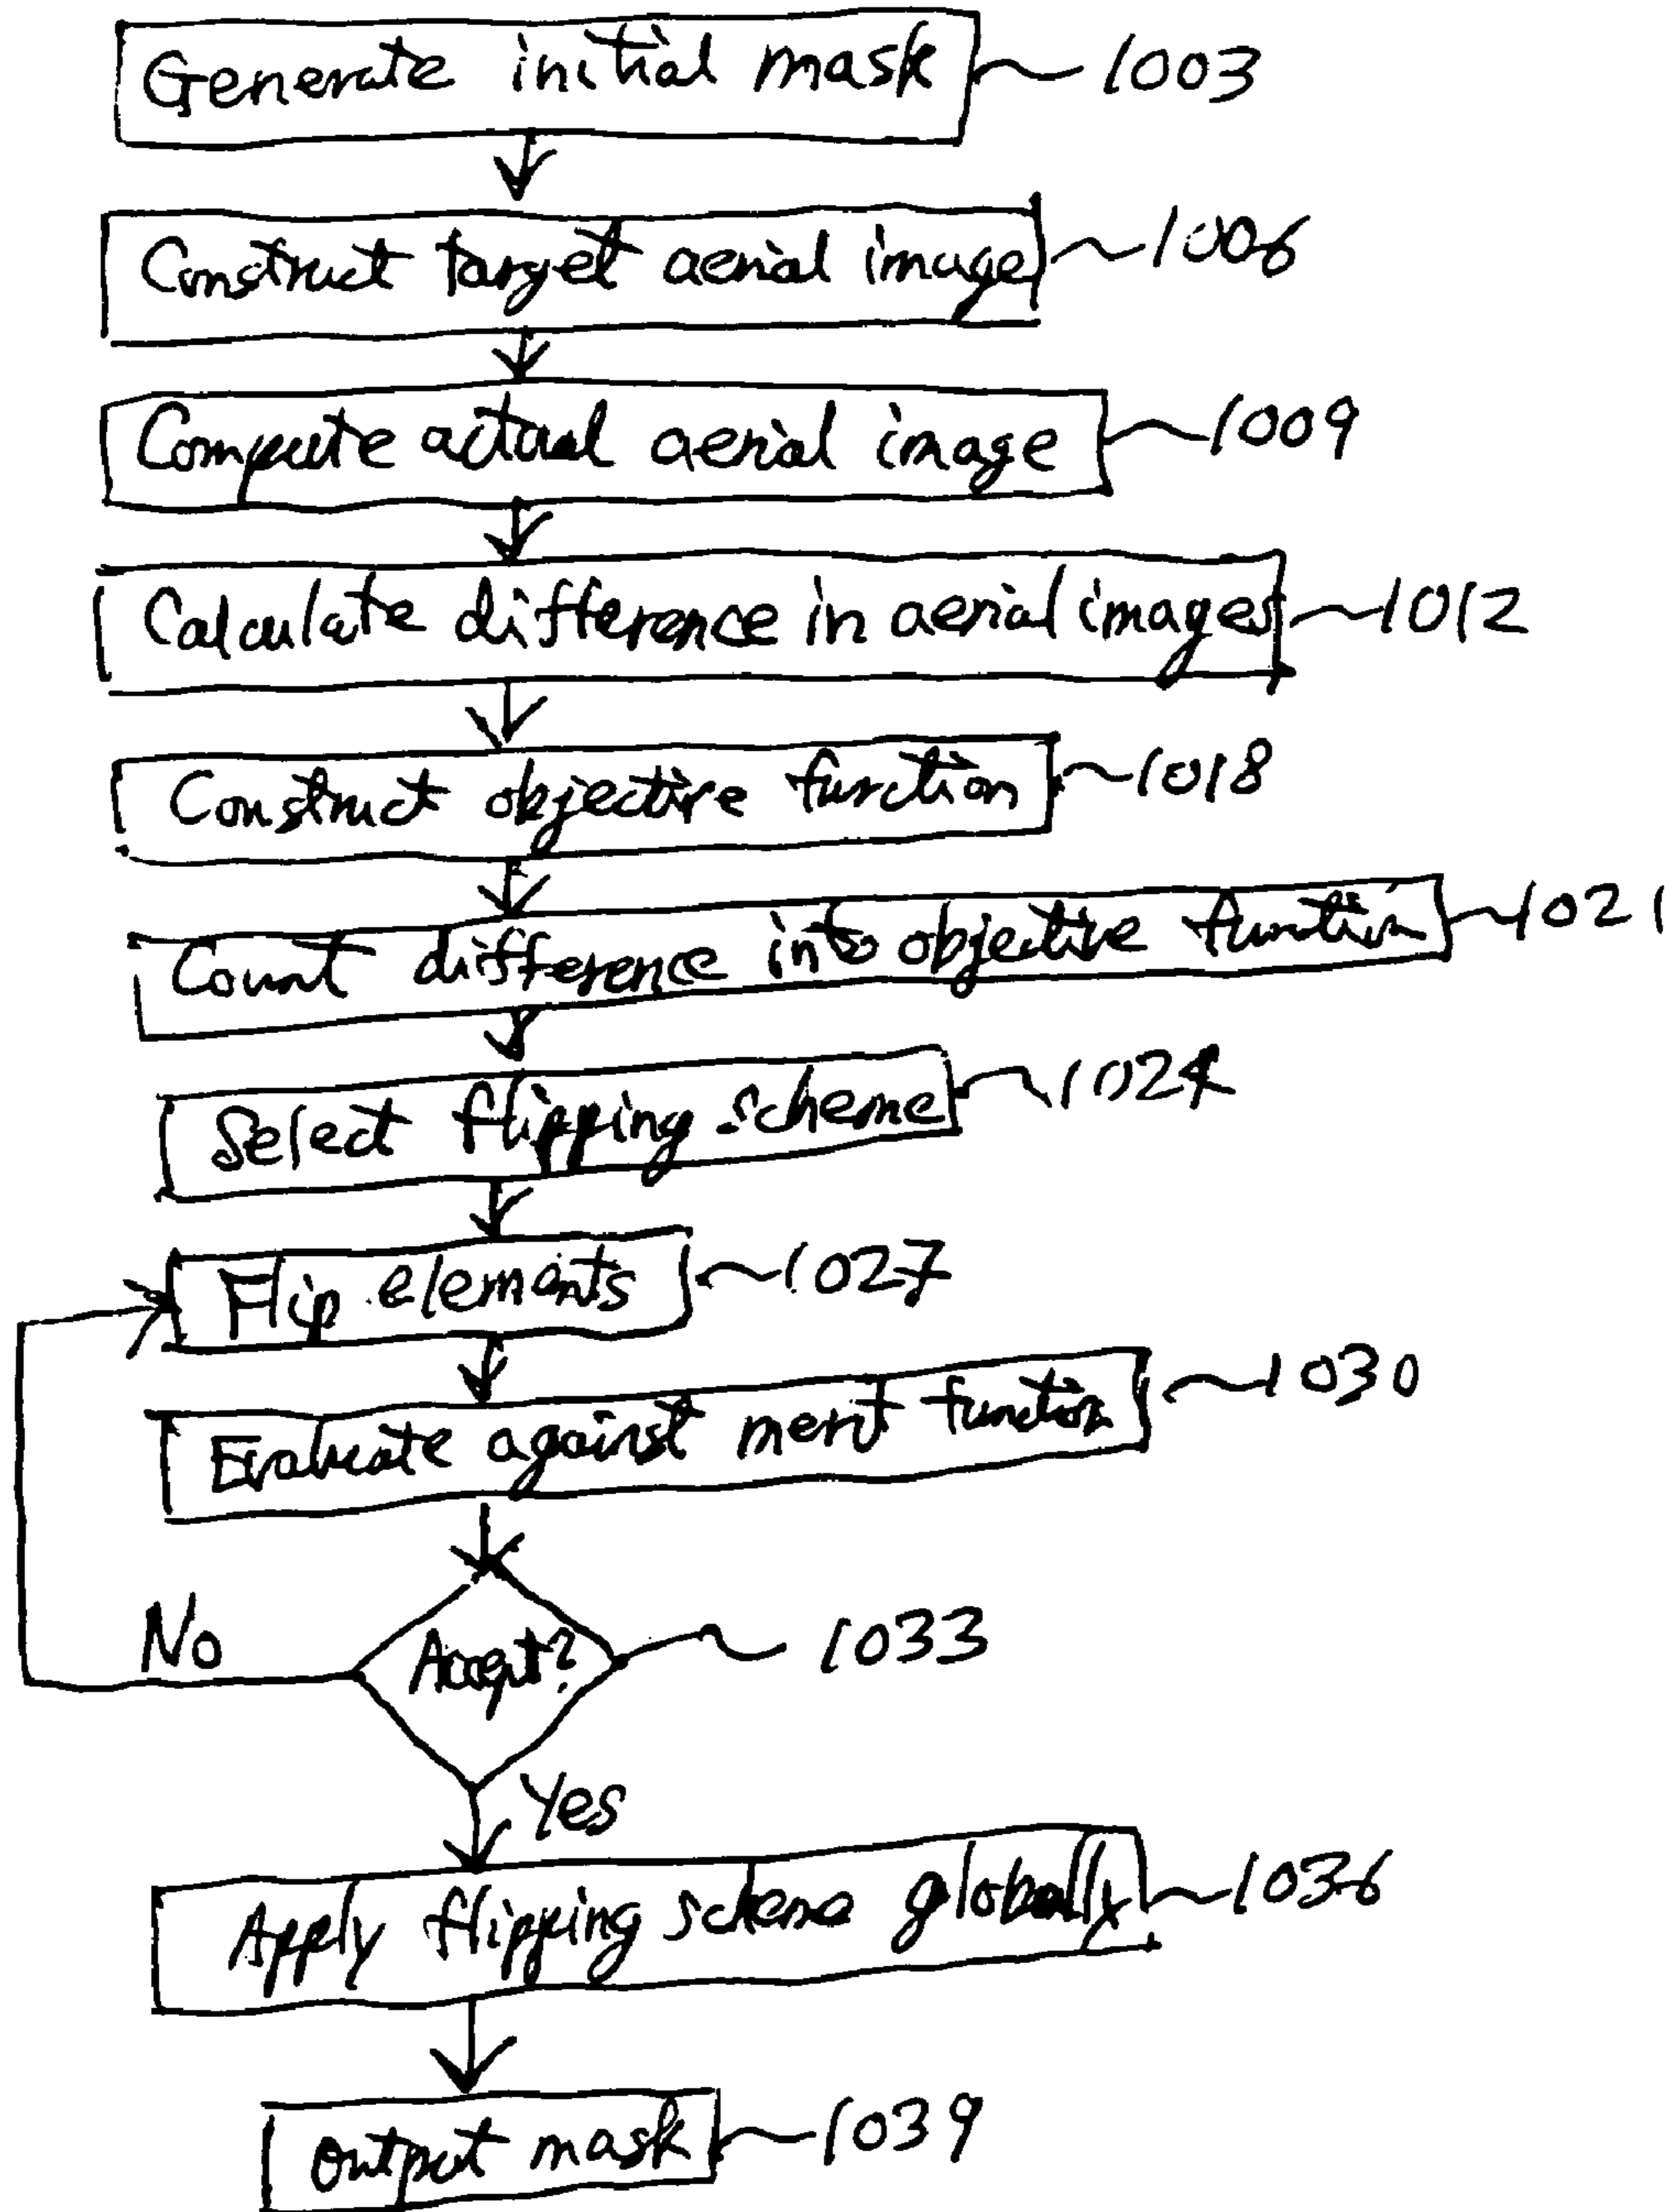 Generate initial mask 1003
Construct target aerial image 1006
Compute actual aerial image 1009
Calculate difference in aerial images 1012
Construct objective function 1018
Count difference into objective function 1021
Select flipping scheme 1024
Flip elements 1027
Evaluate against merit function 1030
No Accept? 1033
Yes
Apply flipping scheme globally 1036
Output mask 1039